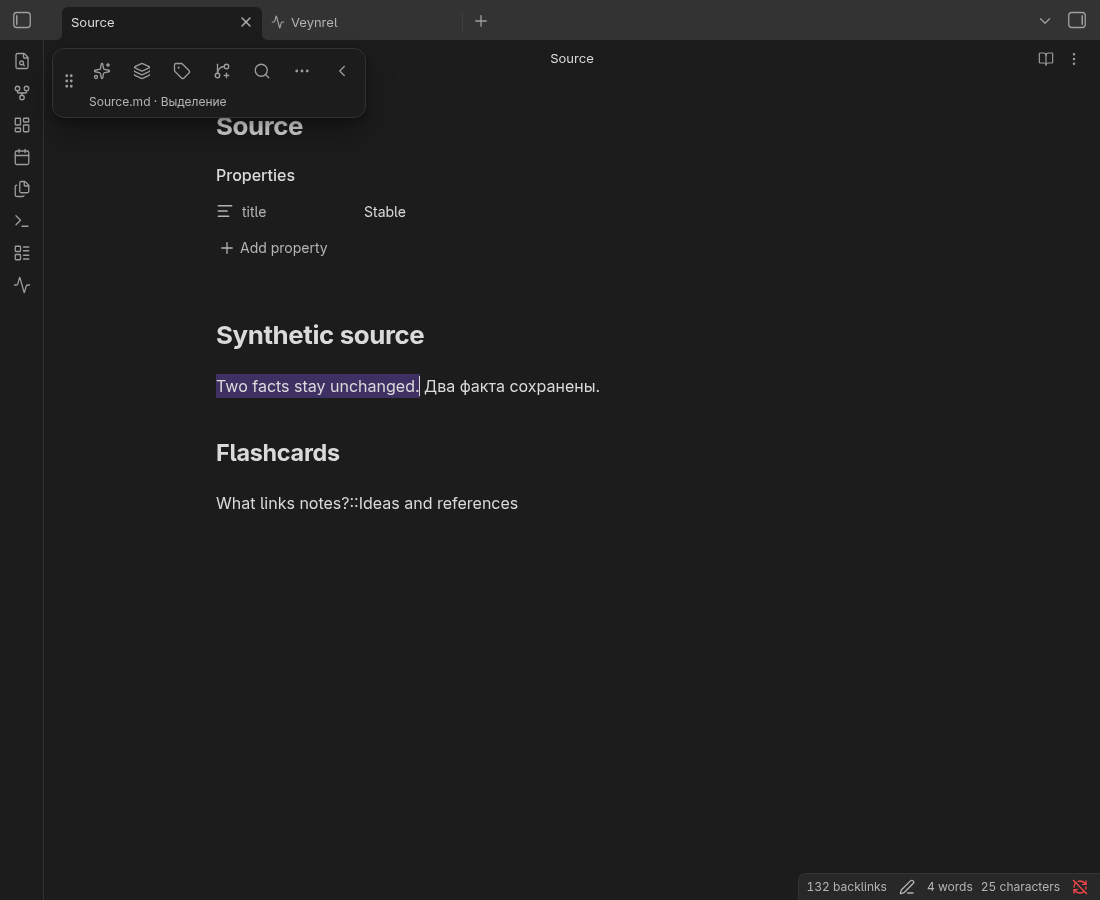 Source
Veynrel
Source
Source.md · Выделение
Source
Properties
title Stable
Add property
Synthetic source
Two facts stay unchanged. Два факта сохранены.
Flashcards
What links notes?::Ideas and references
132 backlinks 4 words 25 characters